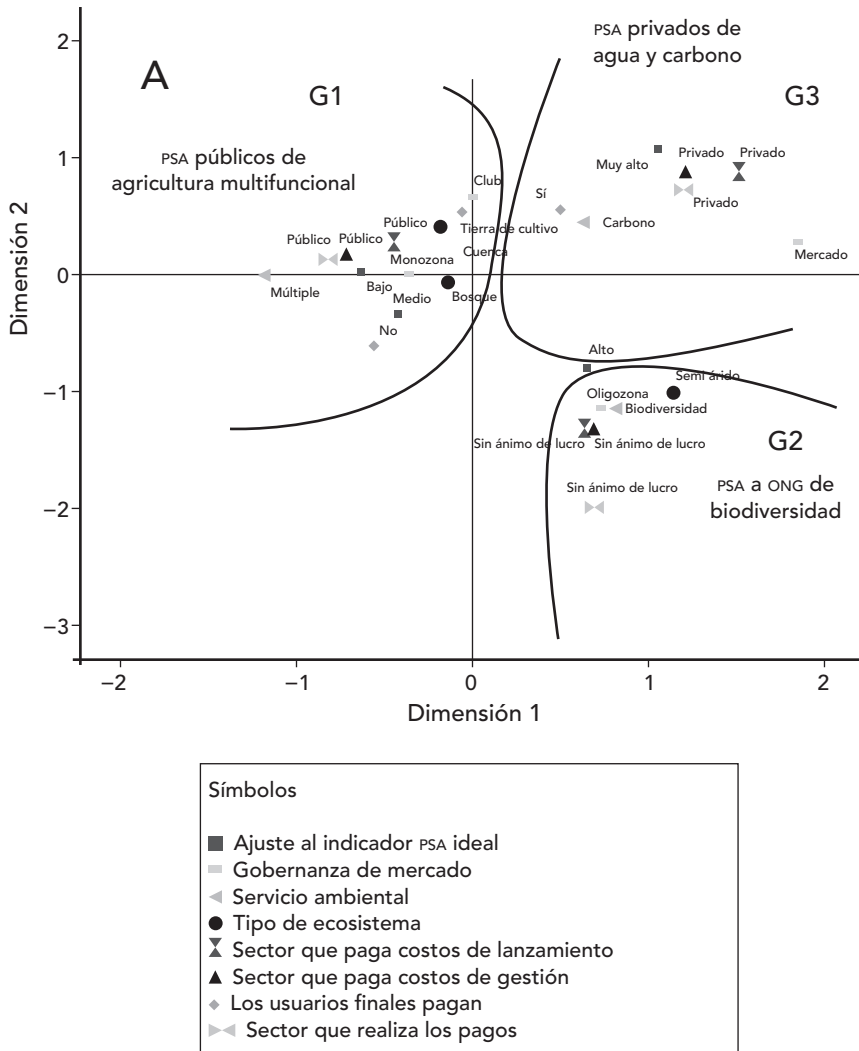 A
G1
PSA públicos de
agricultura multifuncional
PSA privados de
agua y carbono
G3
Muy alto
Privado
Privado
Privado
Sí
Carbono
Mercado
Club
Público
Tierra de cultivo
Público
Público
Cuenca
Monozona
Múltiple
Bajo
Medio
Bosque
No
Alto
Semi árido
Oligozona
Biodiversidad
Sin ánimo de lucro
Sin ánimo de lucro
Sin ánimo de lucro
G2
PSA a ONG de
biodiversidad
Dimensión 2
2
1
0
−1
−2
−3
−2
−1
0
1
2
Dimensión 1
Símbolos
Ajuste al indicador PSA ideal
Gobernanza de mercado
Servicio ambiental
Tipo de ecosistema
Sector que paga costos de lanzamiento
Sector que paga costos de gestión
Los usuarios finales pagan
Sector que realiza los pagos